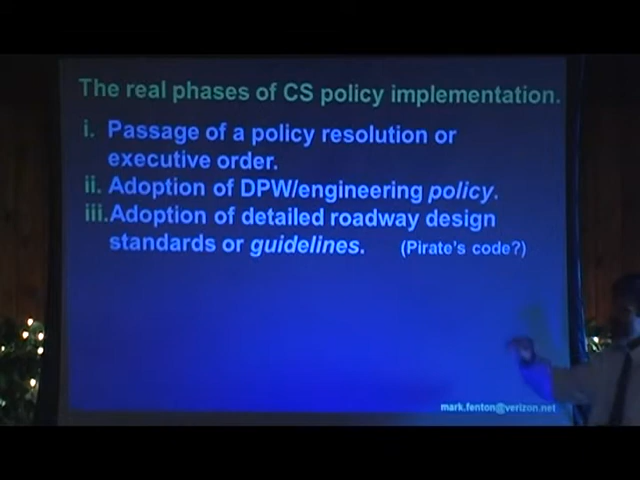 The real phases of CS policy implementation.
i. Passage of a policy resolution or
executive order.
ii. Adoption of DPW/engineering policy.
iii. Adoption of detailed roadway design
standards or guidelines. (Pirate's code?)
mark.fenton@verizon.net